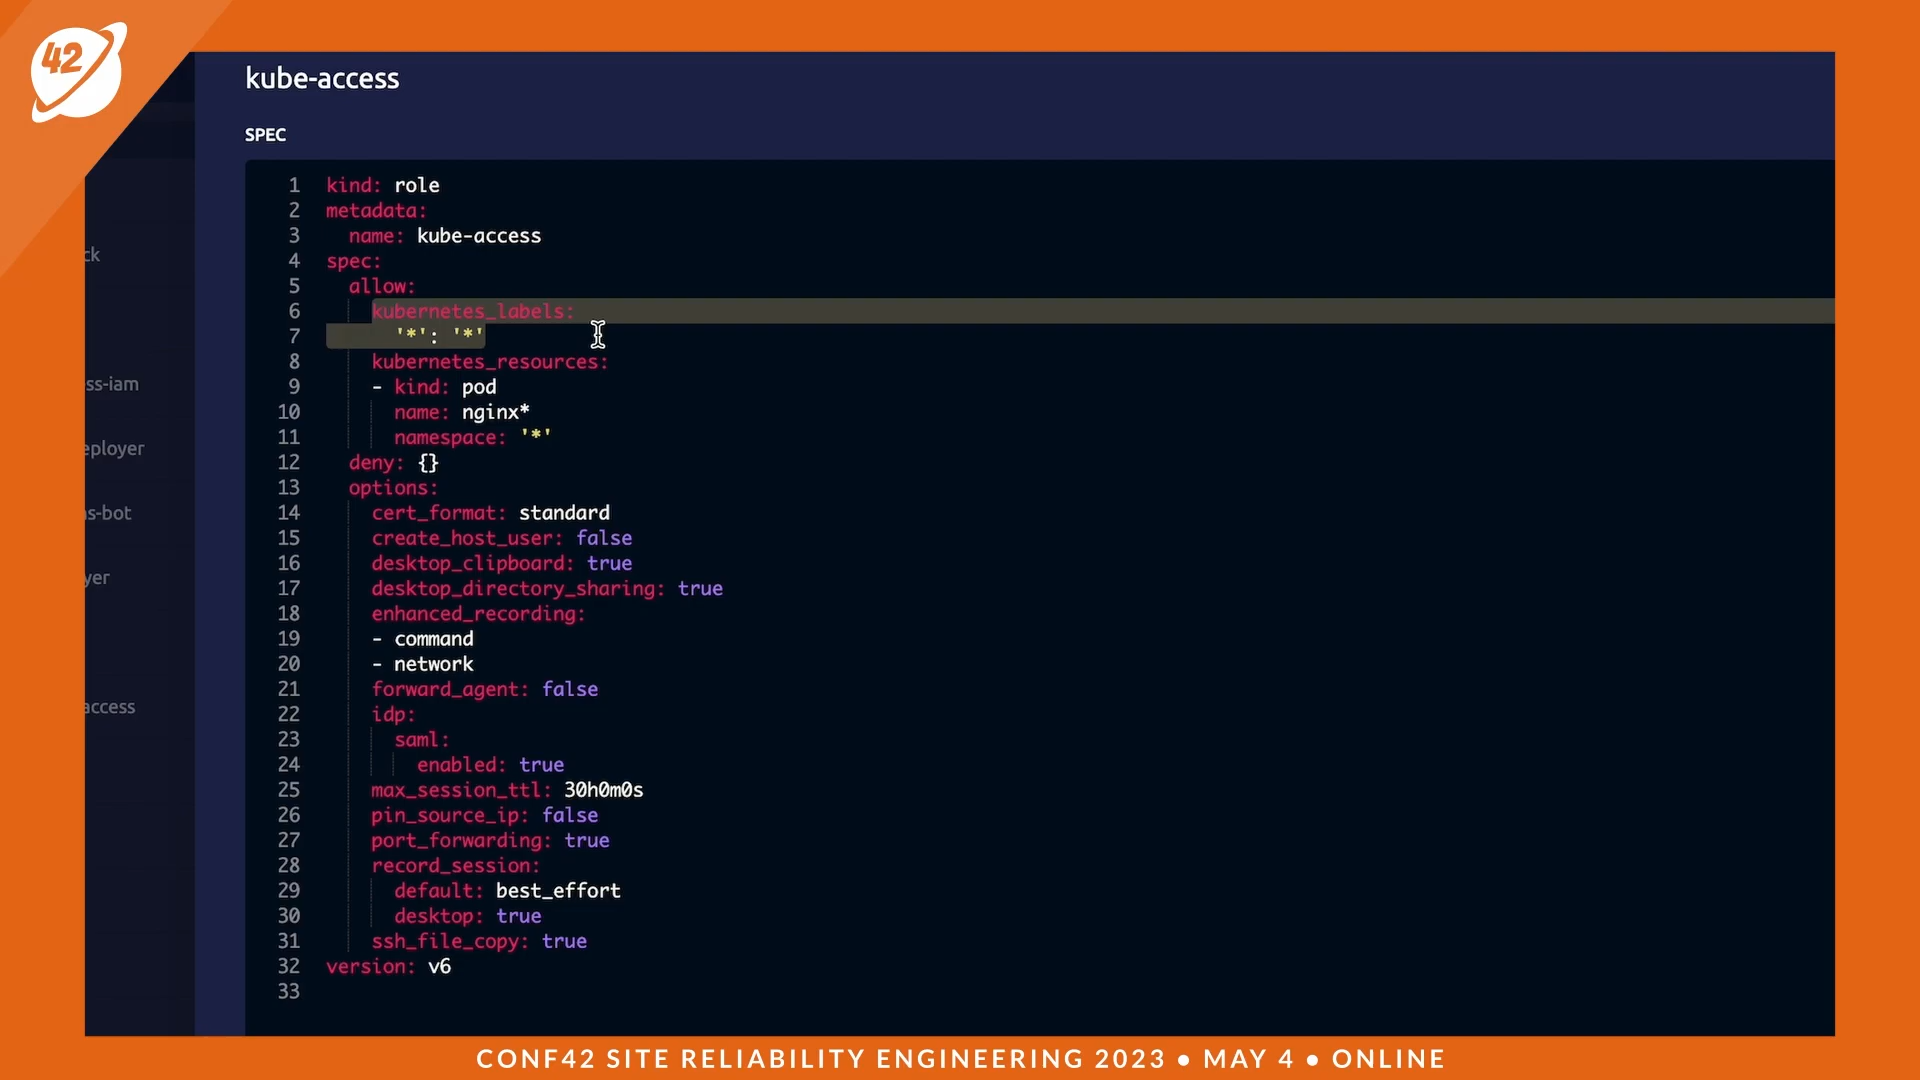 42
kube-access
SPEC
1 kind: role
2 metadata:
3 name: kube-access
4 spec:
5 allow:
6 kubernetes_labels:
7 '*': '*'
8 kubernetes_resources:
9 - kind: pod
10 name: nginx*
11 namespace: '*'
12 deny: {}
13 options:
14 cert_format: standard
15 create_host_user: false
16 desktop_clipboard: true
17 desktop_directory_sharing: true
18 enhanced_recording:
19 - command
20 - network
21 forward_agent: false
22 idp:
23 saml:
24 enabled: true
25 max_session_ttl: 30h0m0s
26 pin_source_ip: false
27 port_forwarding: true
28 record_session:
29 default: best_effort
30 desktop: true
31 ssh_file_copy: true
32 version: v6
33
ck
ss-iam
eployer
s-bot
yer
access
CONF42 SITE RELIABILITY ENGINEERING 2023 • MAY 4 • ONLINE